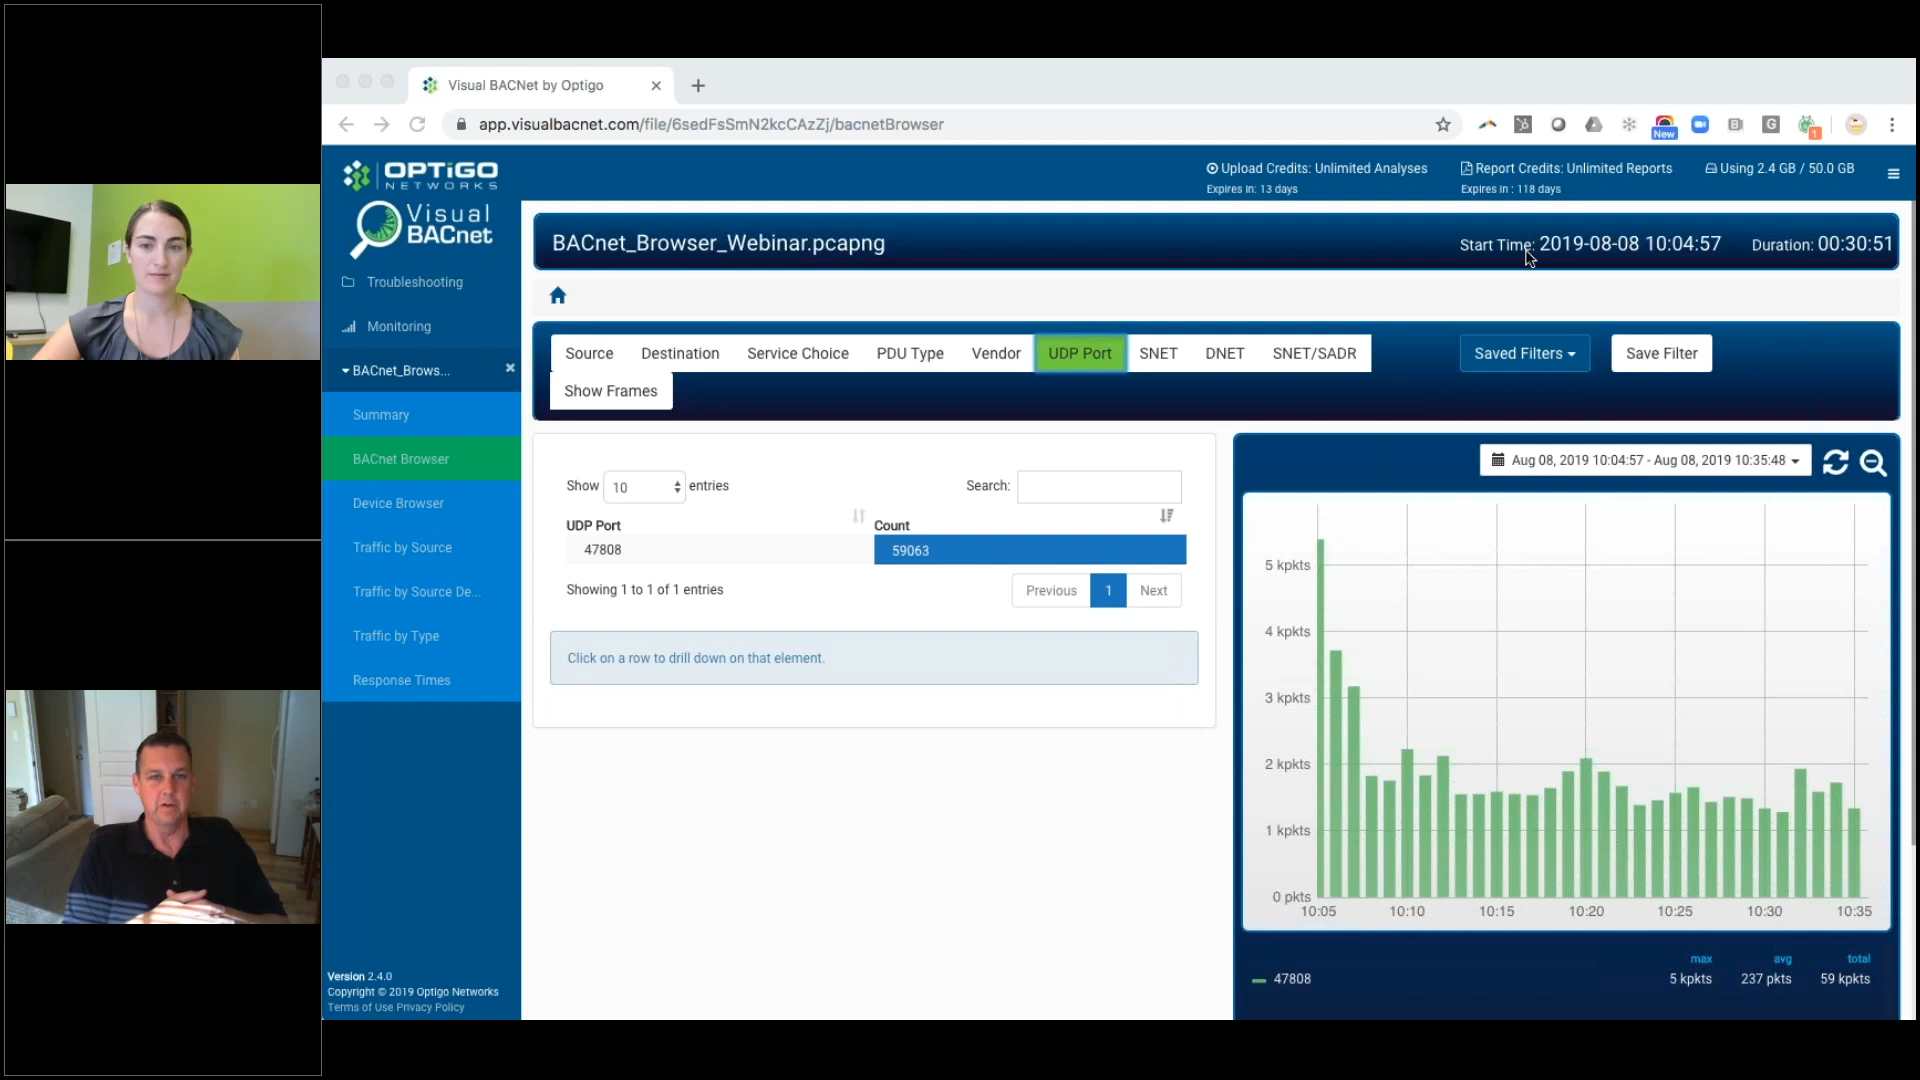 Visual BACNet by Optigo
app.visualbacnet.com/file/6sedFsSmN2kcCAzZj/bacnetBrowser
New
1
OPTIGO
NETWORKS
Visual
BACnet
Upload Credits: Unlimited Analyses
Expires in: 13 days
Report Credits: Unlimited Reports
Expires in : 118 days
Using 2.4 GB / 50.0 GB
Troubleshooting
Monitoring
BACnet_Brows...
Summary
BACnet Browser
Device Browser
Traffic by Source
Traffic by Source De...
Traffic by Type
Response Times
Version 2.4.0
Copyright © 2019 Optigo Networks
Terms of Use Privacy Policy
BACnet_Browser_Webinar.pcapng
Start Time: 2019-08-08 10:04:57
Duration: 00:30:51
Source Destination Service Choice PDU Type Vendor UDP Port SNET DNET SNET/SADR
Show Frames
Saved Filters
Save Filter
Show 10 entries
Search:
UDP Port Count
47808 59063
Showing 1 to 1 of 1 entries
Previous 1 Next
Click on a row to drill down on that element.
Aug 08, 2019 10:04:57 - Aug 08, 2019 10:35:48
5 kpkts
4 kpkts
3 kpkts
2 kpkts
1 kpkts
0 pkts
10:05 10:10 10:15 10:20 10:25 10:30 10:35
max avg total
47808 5 kpkts 237 pkts 59 kpkts